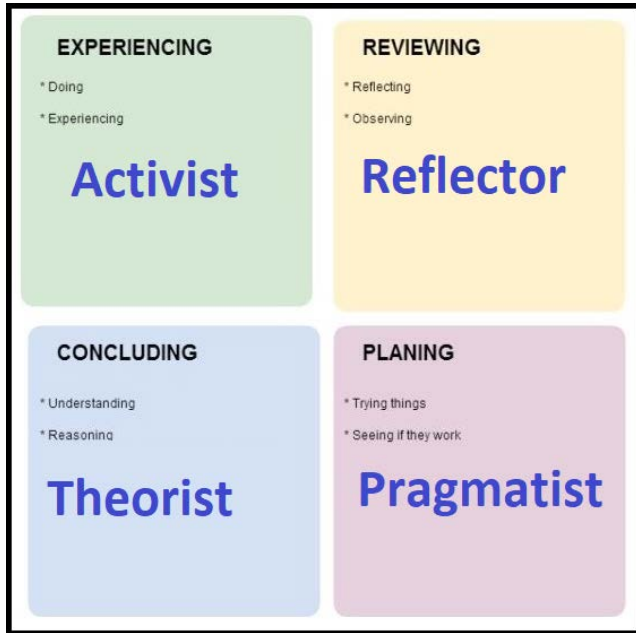 EXPERIENCING
* Doing
* Experiencing
Activist
REVIEWING
* Reflecting
* Observing
Reflector
CONCLUDING
* Understanding
* Reasoning
Theorist
PLANING
* Trying things
* Seeing if they work
Pragmatist